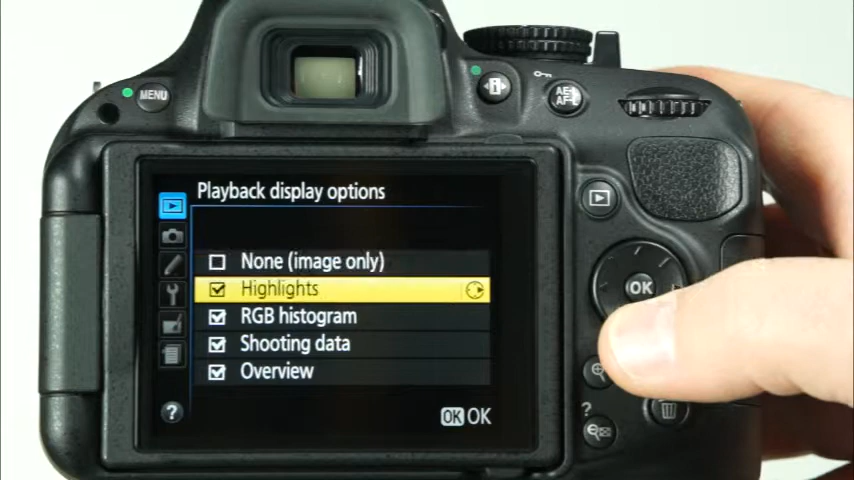 MENU
i
AE-L
AF-L
Playback display options
None (image only)
Highlights
RGB histogram
Shooting data
Overview
?
OK OK
OK
?